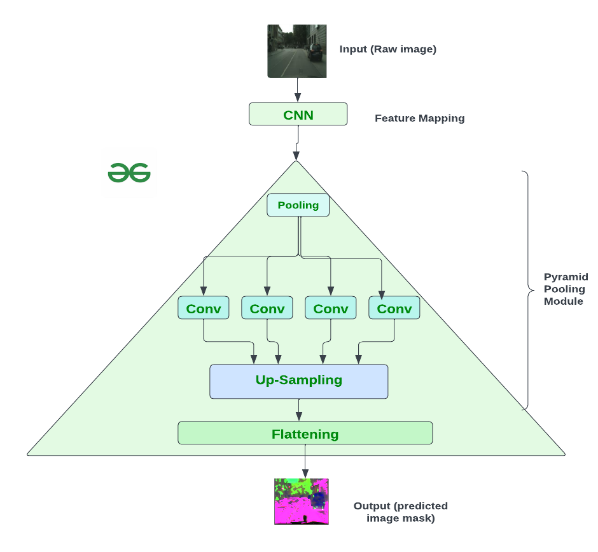 Input (Raw image)
CNN
Feature Mapping
Pooling
Pyramid
Pooling
Module
Conv Conv Conv Conv
Up-Sampling
Flattening
Output (predicted
image mask)